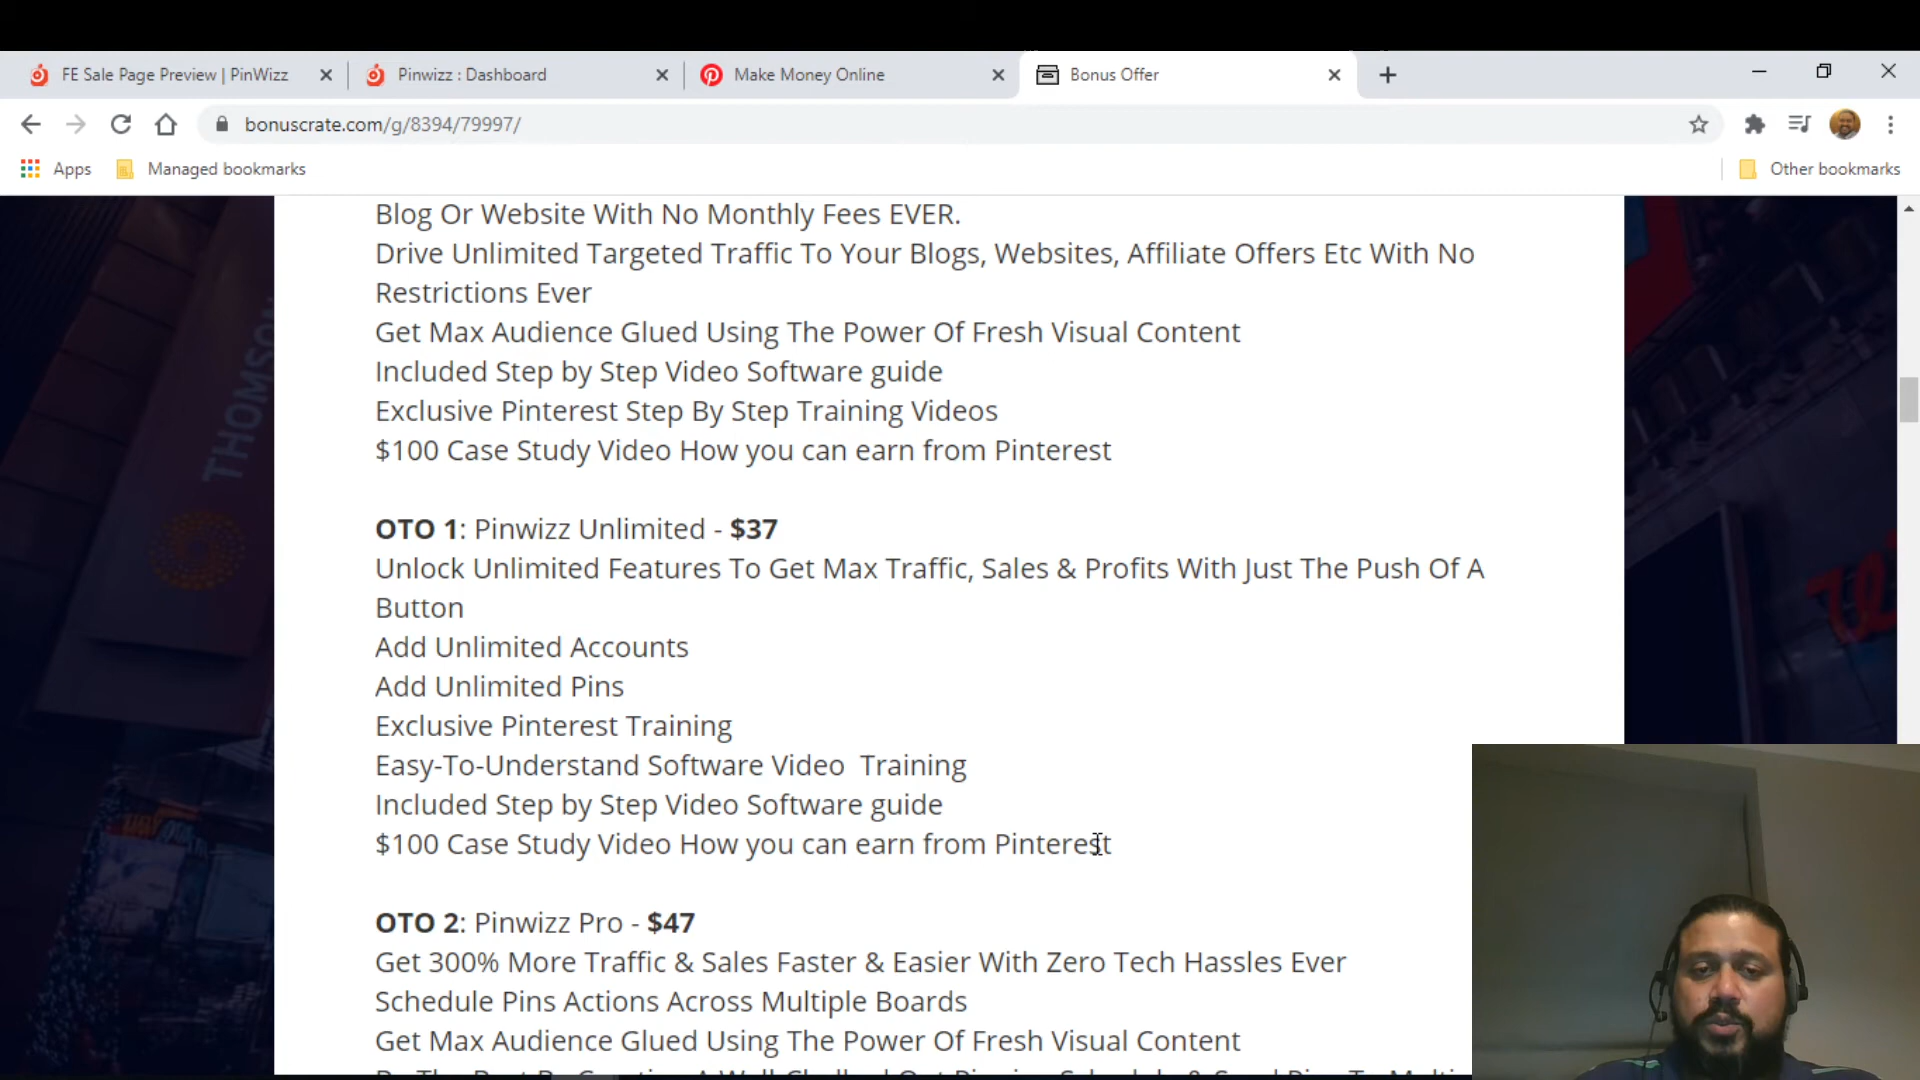 FE Sale Page Preview | PinWizz
Pinwizz : Dashboard
Make Money Online
Bonus Offer
bonuscrate.com/g/8394/79997/
Apps
Managed bookmarks
Other bookmarks
Blog Or Website With No Monthly Fees EVER.
Drive Unlimited Targeted Traffic To Your Blogs, Websites, Affiliate Offers Etc With No
Restrictions Ever
Get Max Audience Glued Using The Power Of Fresh Visual Content
Included Step by Step Video Software guide
Exclusive Pinterest Step By Step Training Videos
$100 Case Study Video How you can earn from Pinterest
OTO 1: Pinwizz Unlimited - $37
Unlock Unlimited Features To Get Max Traffic, Sales & Profits With Just The Push Of A
Button
Add Unlimited Accounts
Add Unlimited Pins
Exclusive Pinterest Training
Easy-To-Understand Software Video  Training
Included Step by Step Video Software guide
$100 Case Study Video How you can earn from Pinterest
OTO 2: Pinwizz Pro - $47
Get 300% More Traffic & Sales Faster & Easier With Zero Tech Hassles Ever
Schedule Pins Actions Across Multiple Boards
Get Max Audience Glued Using The Power Of Fresh Visual Content
THOMSON